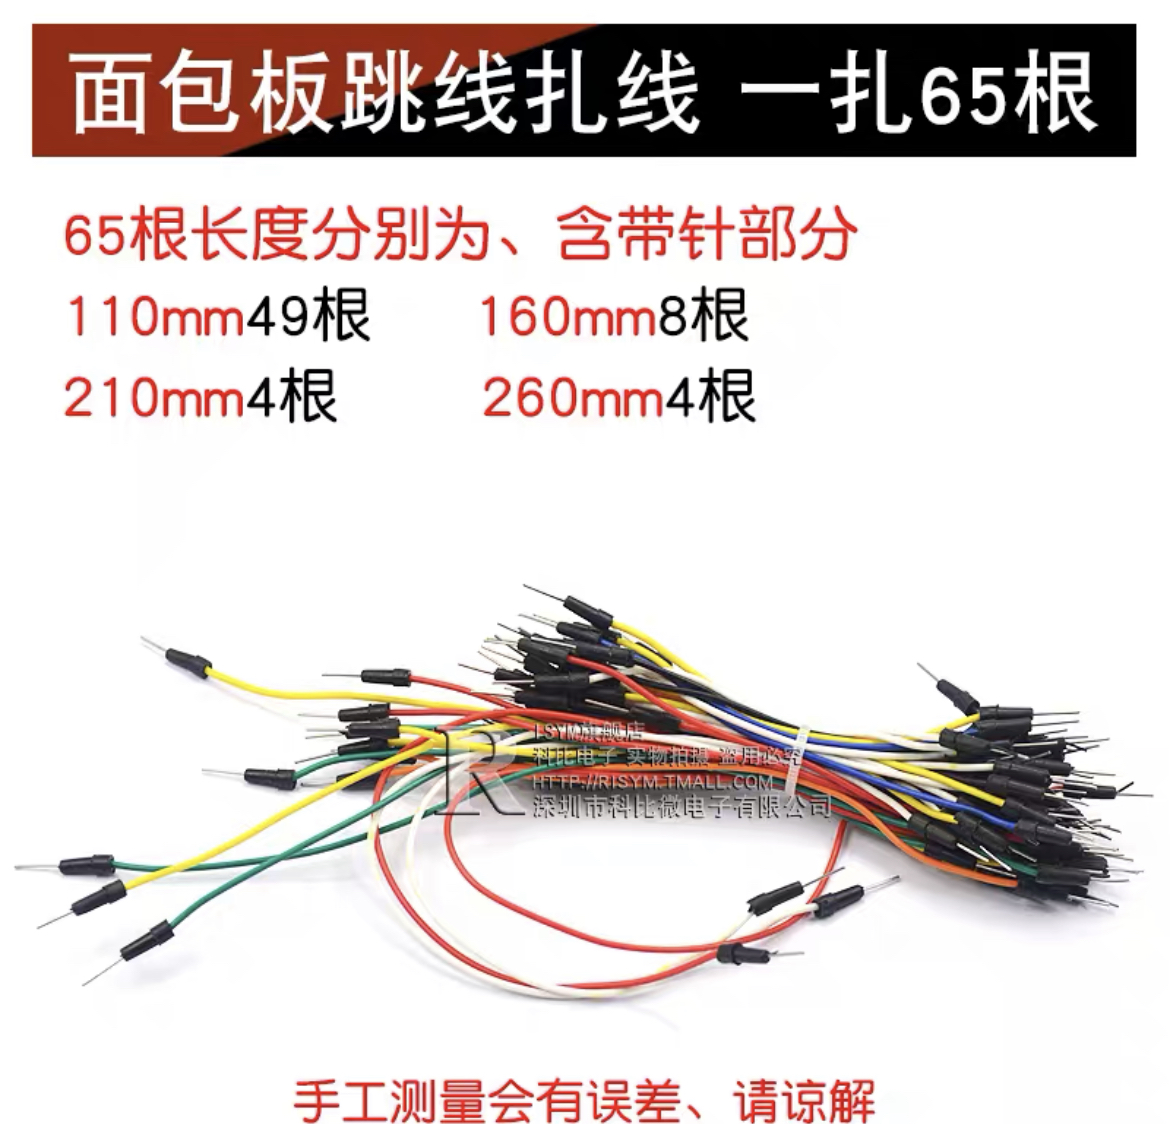 面包板跳线扎线 一扎65根
65根长度分别为、含带针部分
110mm49根 160mm8根
210mm4根 260mm4根
RISYM旗舰店
科比电子 实物拍摄 盗用必究
HTTP://RISYM.TMALL.COM
深圳市科比微电子有限公司
手工测量会有误差、请谅解